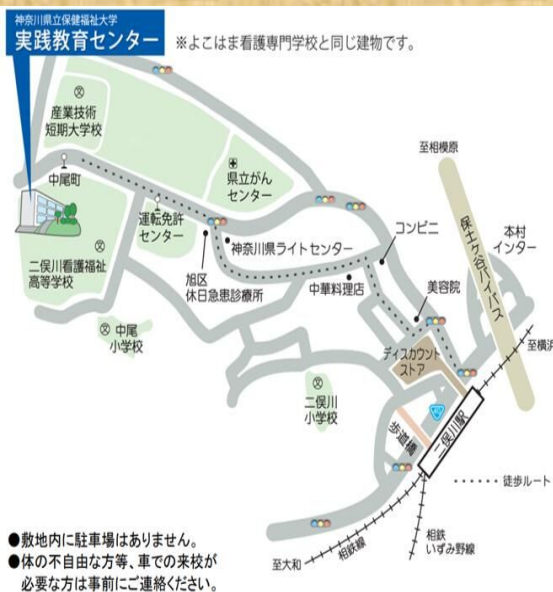 神奈川県立保健福祉大学
実践教育センター
※よこはま看護専門学校と同じ建物です。
産業技術
短期大学校
至相模原
中尾町
県立がん
センター
保土ヶ谷バイパス
本村
インター
運転免許
センター
コンビニ
神奈川県ライトセンター
二俣川看護福祉
高等学校
旭区
休日急患診療所
中華料理店
美容院
至横浜
中尾
小学校
ディスカウント
ストア
二俣川
小学校
歩道橋
二俣川駅
徒歩ルート
●敷地内に駐車場はありません。
●体の不自由な方等、車での来校が
必要な方は事前にご連絡ください。
至大和
相鉄線
相鉄
いずみ野線